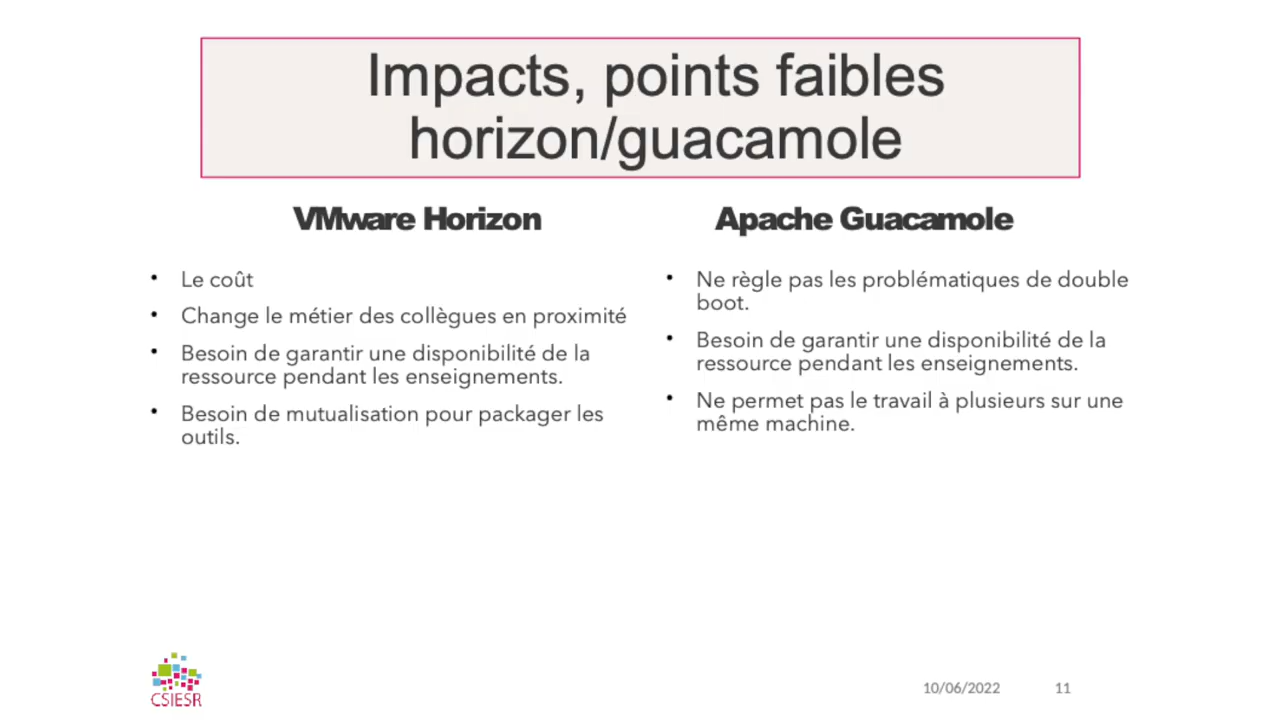 Impacts, points faibles
horizon/guacamole
VMware Horizon
• Le coût
• Change le métier des collègues en proximité
• Besoin de garantir une disponibilité de la
ressource pendant les enseignements.
• Besoin de mutualisation pour packager les
outils.
Apache Guacamole
• Ne règle pas les problématiques de double
boot.
• Besoin de garantir une disponibilité de la
ressource pendant les enseignements.
• Ne permet pas le travail à plusieurs sur une
même machine.
CSIESR
10/06/2022
11